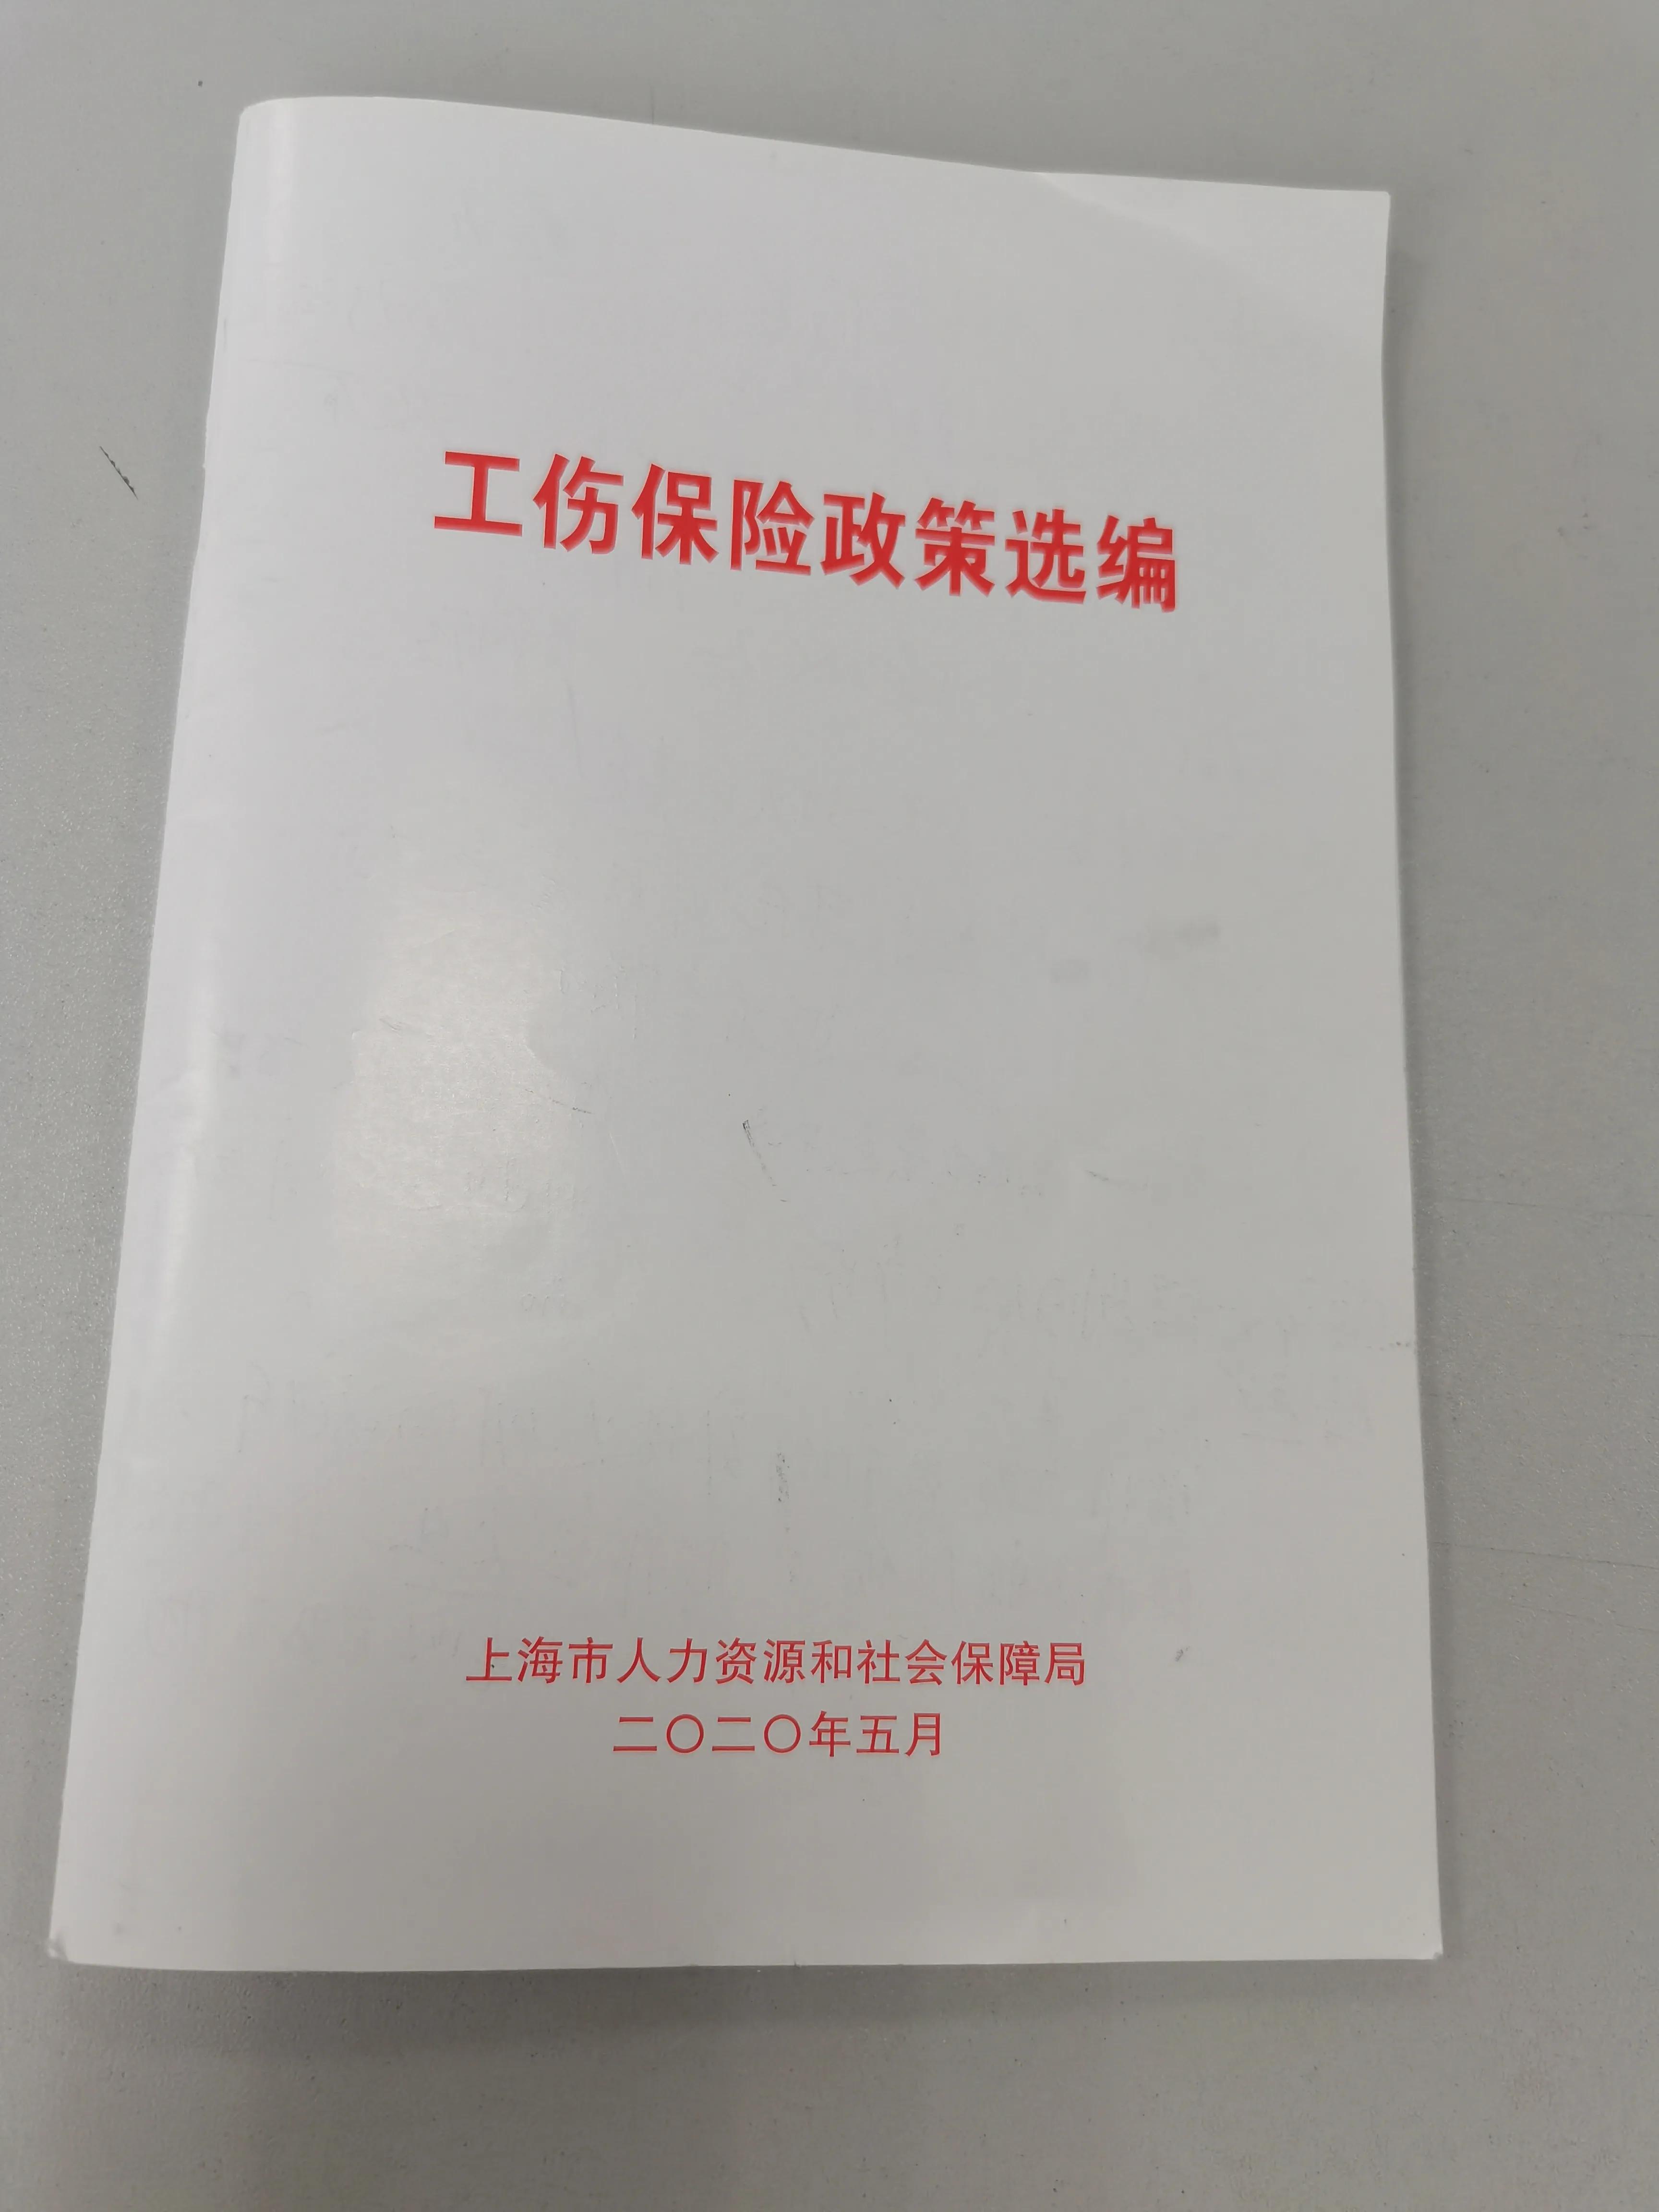 工伤保险政策选编
上海市人力资源和社会保障局
二〇二〇年五月